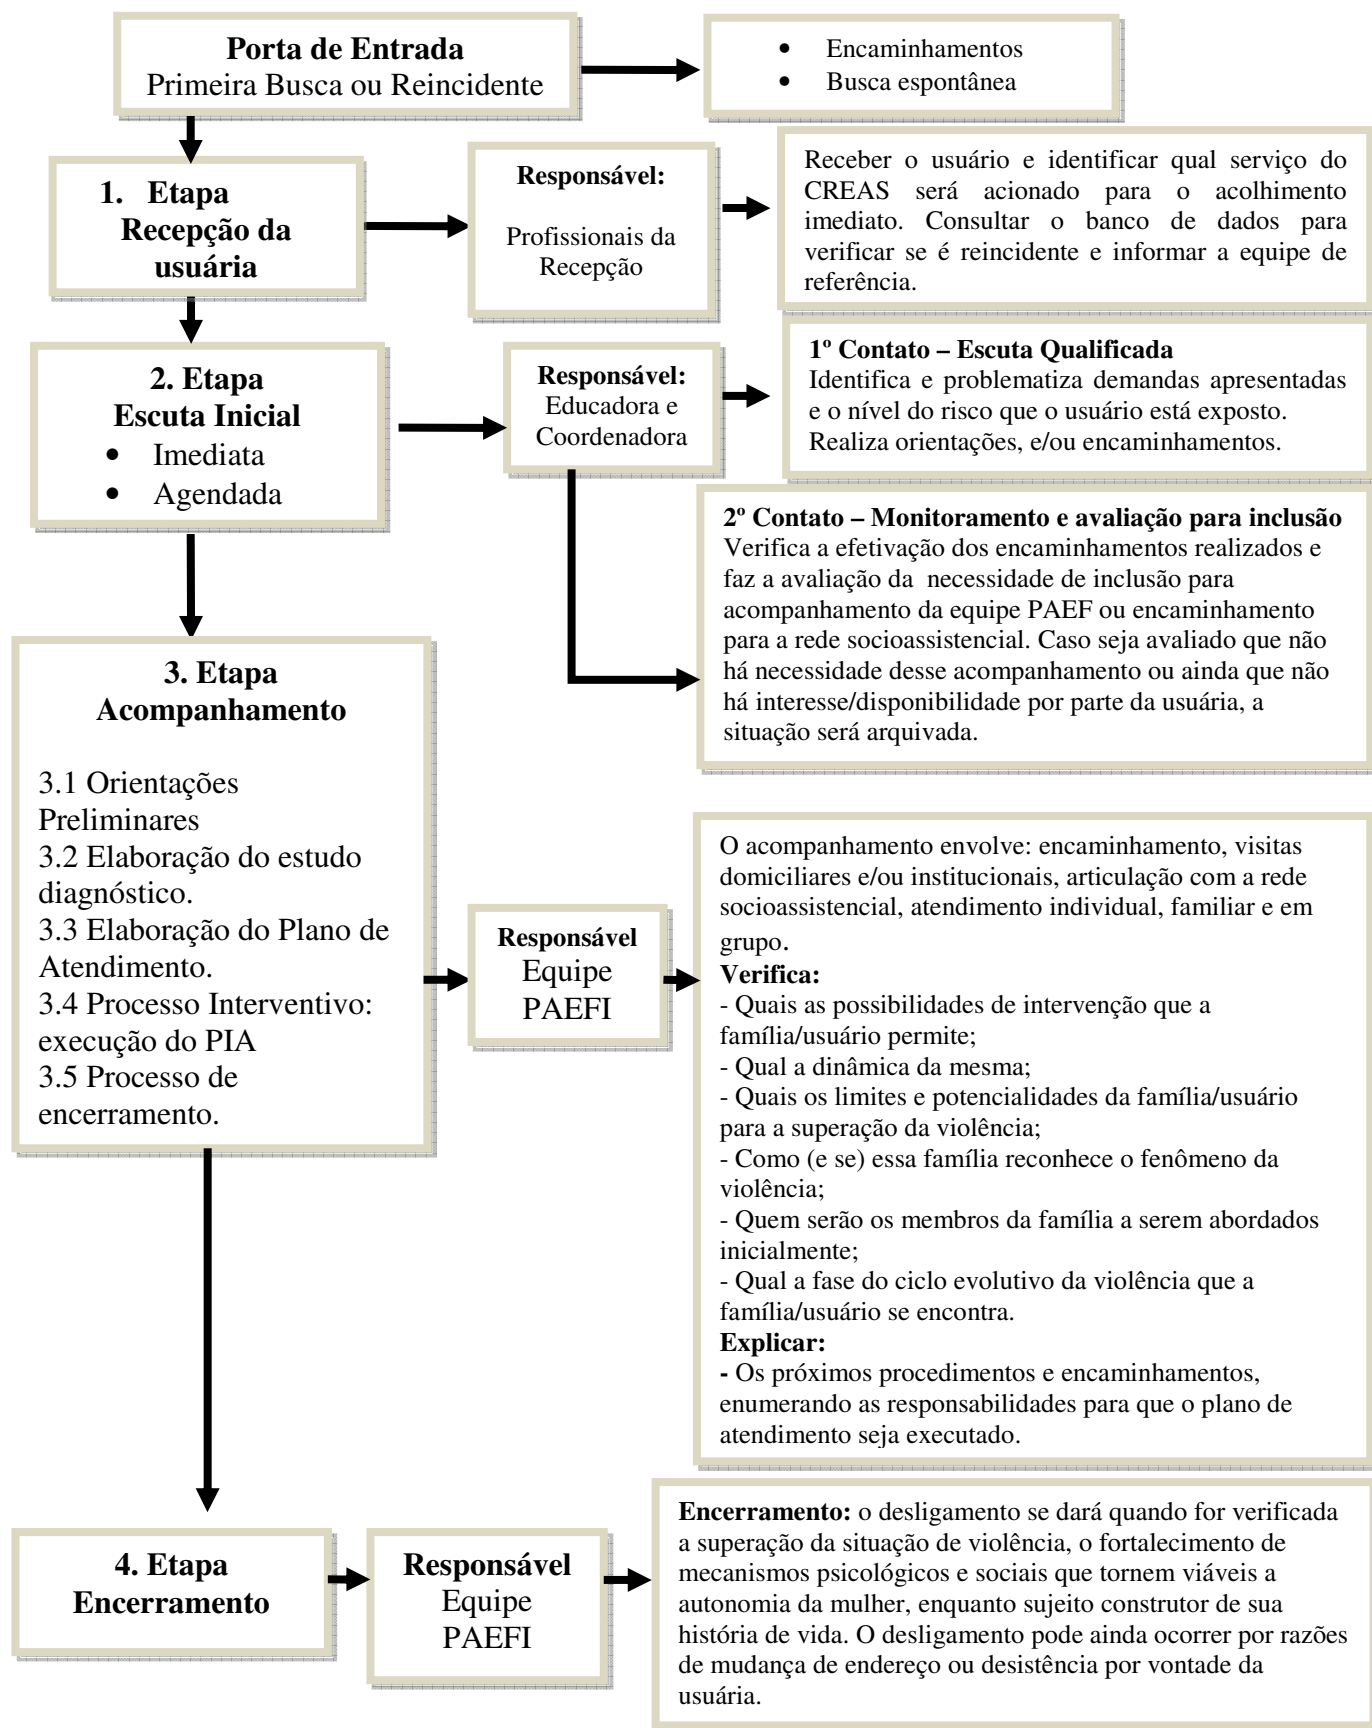 Porta de Entrada
Primeira Busca ou Reincidente
• Encaminhamentos
• Busca espontânea
1. Etapa
Recepção da
usuária
Responsável:
Profissionais da
Recepção
Receber o usuário e identificar qual serviço do
CREAS será acionado para o acolhimento
imediato. Consultar o banco de dados para
verificar se é reincidente e informar a equipe de
referência.
2. Etapa
Escuta Inicial
• Imediata
• Agendada
Responsável:
Educadora e
Coordenadora
1º Contato – Escuta Qualificada
Identifica e problematiza demandas apresentadas
e o nível do risco que o usuário está exposto.
Realiza orientações, e/ou encaminhamentos.
2º Contato – Monitoramento e avaliação para inclusão
Verifica a efetivação dos encaminhamentos realizados e
faz a avaliação da necessidade de inclusão para
acompanhamento da equipe PAEF ou encaminhamento
para a rede socioassistencial. Caso seja avaliado que não
há necessidade desse acompanhamento ou ainda que não
há interesse/disponibilidade por parte da usuária, a
situação será arquivada.
3. Etapa
Acompanhamento
3.1 Orientações
Preliminares
3.2 Elaboração do estudo
diagnóstico.
3.3 Elaboração do Plano de
Atendimento.
3.4 Processo Interventivo:
execução do PIA
3.5 Processo de
encerramento.
Responsável
Equipe
PAEFI
O acompanhamento envolve: encaminhamento, visitas
domiciliares e/ou institucionais, articulação com a rede
socioassistencial, atendimento individual, familiar e em
grupo.
Verifica:
- Quais as possibilidades de intervenção que a
família/usuário permite;
- Qual a dinâmica da mesma;
- Quais os limites e potencialidades da família/usuário
para a superação da violência;
- Como (e se) essa família reconhece o fenômeno da
violência;
- Quem serão os membros da família a serem abordados
inicialmente;
- Qual a fase do ciclo evolutivo da violência que a
família/usuário se encontra.
Explicar:
- Os próximos procedimentos e encaminhamentos,
enumerando as responsabilidades para que o plano de
atendimento seja executado.
4. Etapa
Encerramento
Responsável
Equipe
PAEFI
Encerramento: o desligamento se dará quando for verificada
a superação da situação de violência, o fortalecimento de
mecanismos psicológicos e sociais que tornem viáveis a
autonomia da mulher, enquanto sujeito construtor de sua
história de vida. O desligamento pode ainda ocorrer por razões
de mudança de endereço ou desistência por vontade da
usuária.